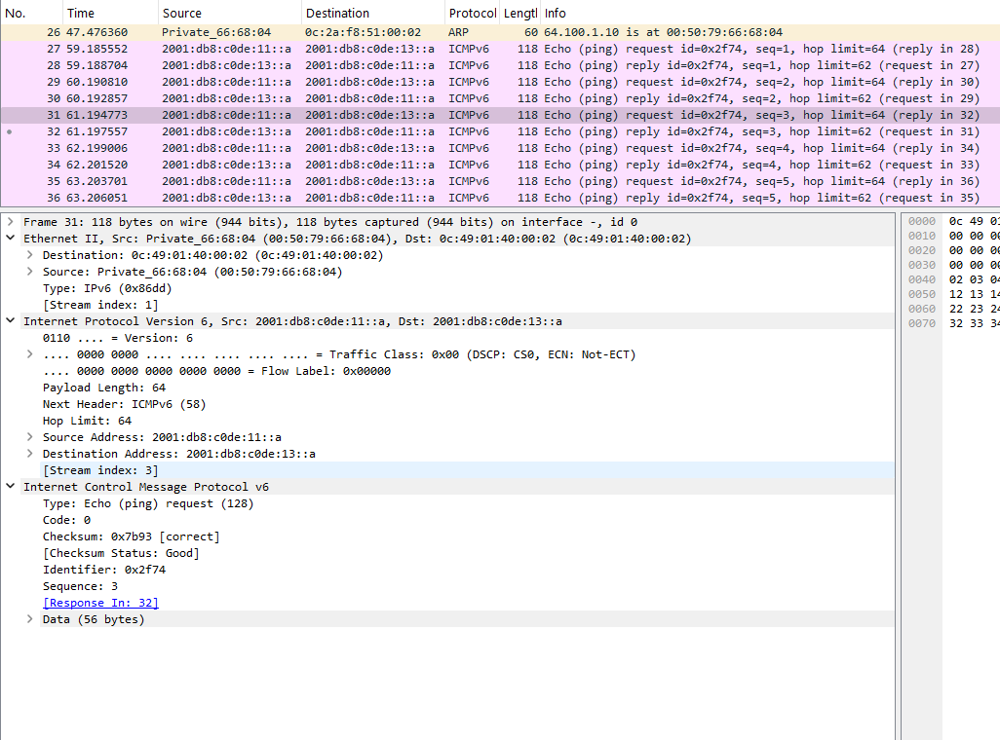 No. Time Source Destination Protocol Lengtl Info
26 47.476360 Private_66:68:04 0c:2a:f8:51:00:02 ARP 60 64.100.1.10 is at 00:50:79:66:68:04
27 59.185552 2001:db8:c0de:11::a 2001:db8:c0de:13::a ICMPv6 118 Echo (ping) request id=0x2f74, seq=1, hop limit=64 (reply in 28)
28 59.188704 2001:db8:c0de:13::a 2001:db8:c0de:11::a ICMPv6 118 Echo (ping) reply id=0x2f74, seq=1, hop limit=62 (request in 27)
29 60.190810 2001:db8:c0de:11::a 2001:db8:c0de:13::a ICMPv6 118 Echo (ping) request id=0x2f74, seq=2, hop limit=64 (reply in 30)
30 60.192857 2001:db8:c0de:13::a 2001:db8:c0de:11::a ICMPv6 118 Echo (ping) reply id=0x2f74, seq=2, hop limit=62 (request in 29)
31 61.194773 2001:db8:c0de:11::a 2001:db8:c0de:13::a ICMPv6 118 Echo (ping) request id=0x2f74, seq=3, hop limit=64 (reply in 32)
32 61.197557 2001:db8:c0de:13::a 2001:db8:c0de:11::a ICMPv6 118 Echo (ping) reply id=0x2f74, seq=3, hop limit=62 (request in 31)
33 62.199006 2001:db8:c0de:11::a 2001:db8:c0de:13::a ICMPv6 118 Echo (ping) request id=0x2f74, seq=4, hop limit=64 (reply in 34)
34 62.201520 2001:db8:c0de:13::a 2001:db8:c0de:11::a ICMPv6 118 Echo (ping) reply id=0x2f74, seq=4, hop limit=62 (request in 33)
35 63.203701 2001:db8:c0de:11::a 2001:db8:c0de:13::a ICMPv6 118 Echo (ping) request id=0x2f74, seq=5, hop limit=64 (reply in 36)
36 63.206051 2001:db8:c0de:13::a 2001:db8:c0de:11::a ICMPv6 118 Echo (ping) reply id=0x2f74, seq=5, hop limit=62 (request in 35)
Frame 31: 118 bytes on wire (944 bits), 118 bytes captured (944 bits) on interface -, id 0
Ethernet II, Src: Private_66:68:04 (00:50:79:66:68:04), Dst: 0c:49:01:40:00:02 (0c:49:01:40:00:02)
Destination: 0c:49:01:40:00:02 (0c:49:01:40:00:02)
Source: Private_66:68:04 (00:50:79:66:68:04)
Type: IPv6 (0x86dd)
[Stream index: 1]
Internet Protocol Version 6, Src: 2001:db8:c0de:11::a, Dst: 2001:db8:c0de:13::a
0110 .... = Version: 6
.... 0000 0000 .... .... .... .... .... = Traffic Class: 0x00 (DSCP: CS0, ECN: Not-ECT)
.... 0000 0000 0000 0000 0000 = Flow Label: 0x00000
Payload Length: 64
Next Header: ICMPv6 (58)
Hop Limit: 64
Source Address: 2001:db8:c0de:11::a
Destination Address: 2001:db8:c0de:13::a
[Stream index: 3]
Internet Control Message Protocol v6
Type: Echo (ping) request (128)
Code: 0
Checksum: 0x7b93 [correct]
[Checksum Status: Good]
Identifier: 0x2f74
Sequence: 3
[Response In: 32]
Data (56 bytes)
0000 0c 49 01
0010 00 00 00
0020 00 00 00
0030 00 00 00
0040 02 03 04
0050 12 13 14
0060 22 23 24
0070 32 33 34